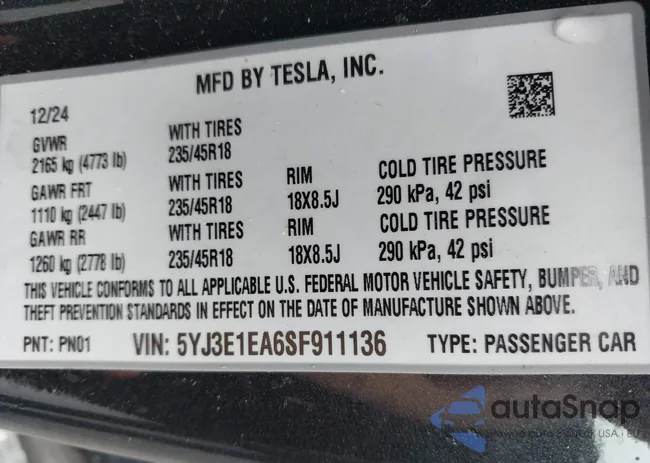 MFD BY TESLA, INC.
12/24
GVWR WITH TIRES
2165 kg (4773 lb) 235/45R18
GAWR FRT WITH TIRES RIM COLD TIRE PRESSURE
1110 kg (2447 lb) 235/45R18 18X8.5J 290 kPa, 42 psi
GAWR RR WITH TIRES RIM COLD TIRE PRESSURE
1260 kg (2778 lb) 235/45R18 18X8.5J 290 kPa, 42 psi
THIS VEHICLE CONFORMS TO ALL APPLICABLE U.S. FEDERAL MOTOR VEHICLE SAFETY, BUMPER, AND
THEFT PREVENTION STANDARDS IN EFFECT ON THE DATE OF MANUFACTURE SHOWN ABOVE.
PNT: PN01 VIN: 5YJ3E1EA6SF911136 TYPE: PASSENGER CAR
autoSnap
USA